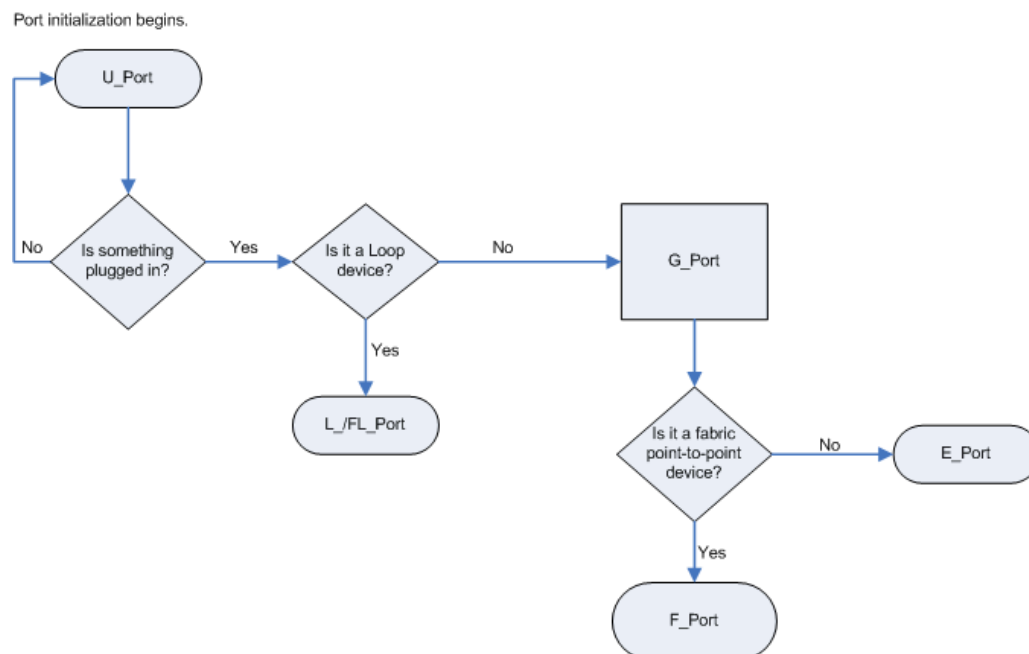 Port initialization begins.
U_Port
Is something
plugged in?
No
Yes
Is it a Loop
device?
No
Yes
L_/FL_Port
G_Port
Is it a fabric
point-to-point
device?
No
E_Port
Yes
F_Port